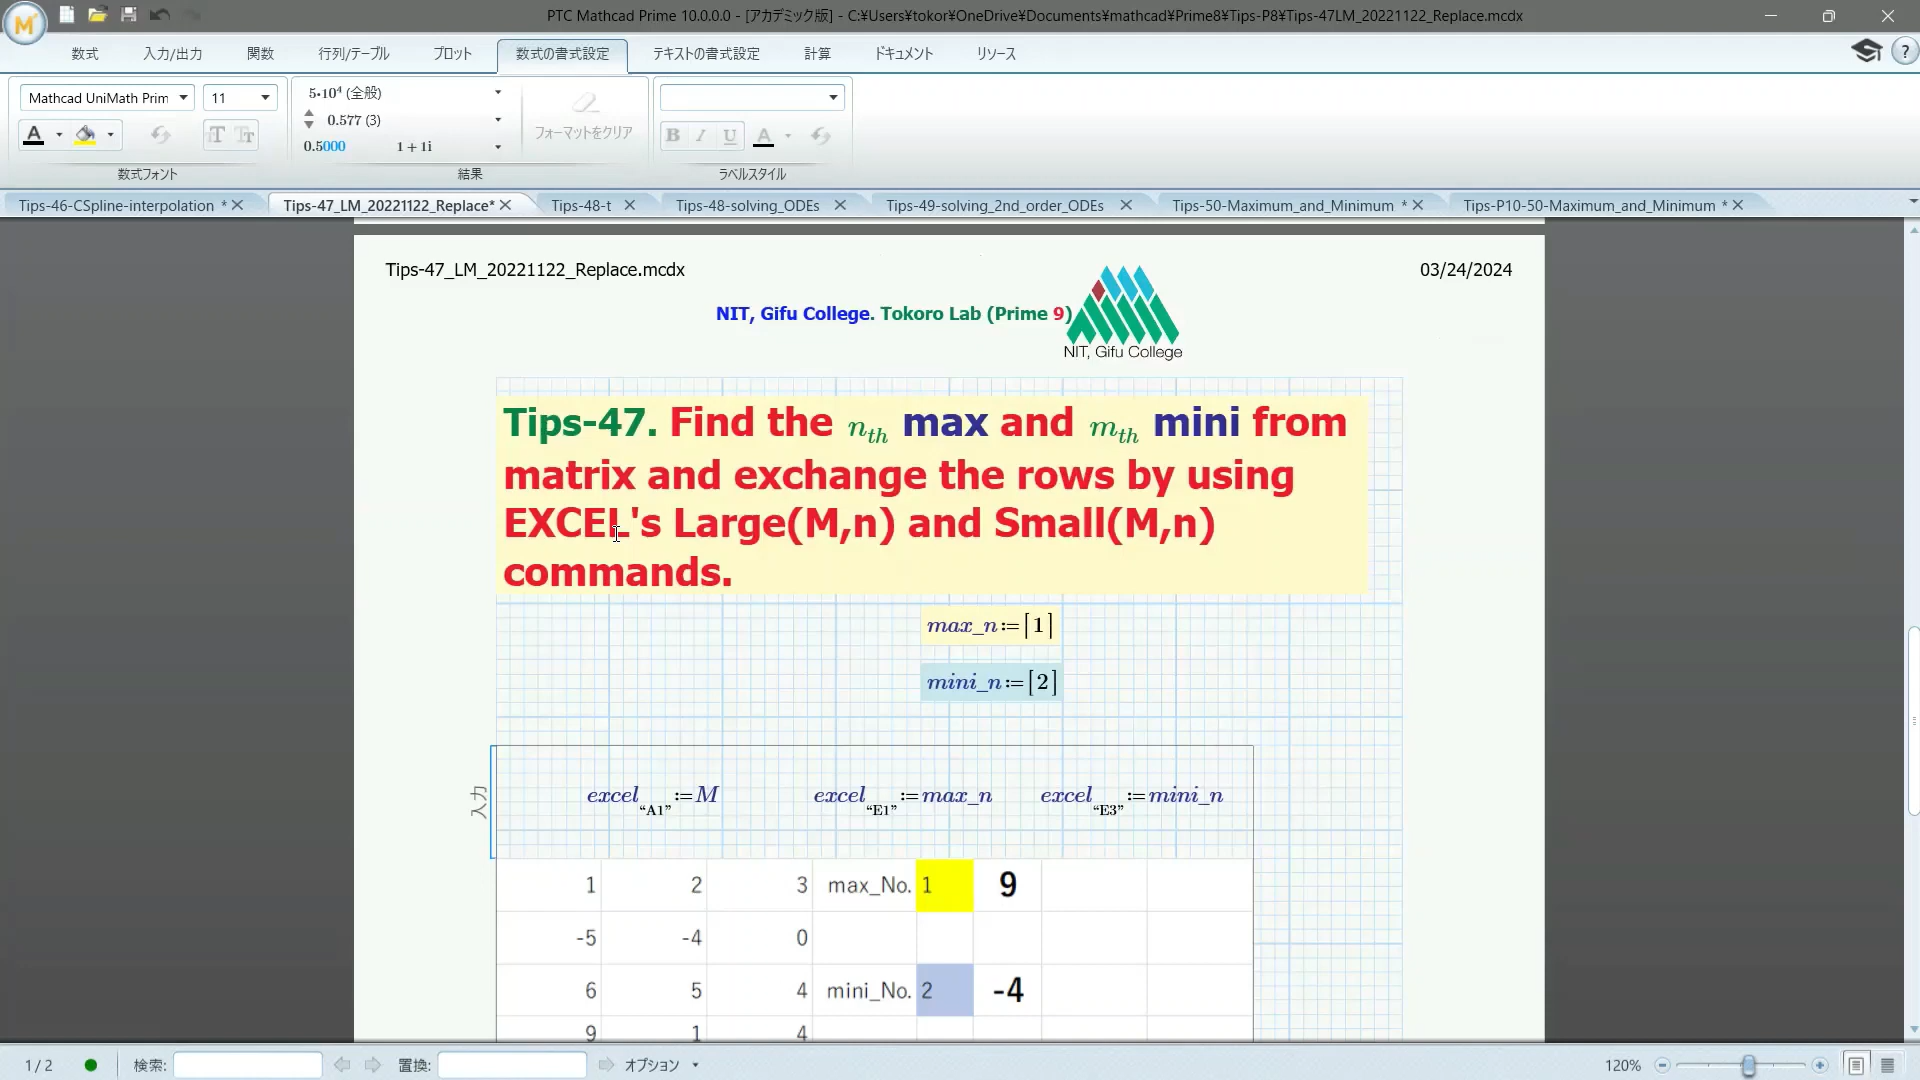 PTC Mathcad Prime 10.0.0.0 - [アカデミック版] - C:¥Users¥tokor¥OneDrive¥Documents¥mathcad¥Prime8¥Tips-P8¥Tips-47LM_20221122_Replace.mcdx
数式 入力/出力 関数 行列/テーブル プロット 数式の書式設定 テキストの書式設定 計算 ドキュメント リソース
Mathcad UniMath Prim 11
5•10⁴ (全般)
0.577 (3)
0.5000 1 + 1i
フォーマットをクリア
数式フォント 結果 ラベルスタイル
Tips-46-CSpline-interpolation * Tips-47_LM_20221122_Replace* Tips-48-t Tips-48-solving_ODEs Tips-49-solving_2nd_order_ODEs Tips-50-Maximum_and_Minimum * Tips-P10-50-Maximum_and_Minimum *
Tips-47_LM_20221122_Replace.mcdx 03/24/2024
NIT, Gifu College. Tokoro Lab (Prime 9)
NIT, Gifu College
Tips-47. Find the n_th max and m_th mini from
matrix and exchange the rows by using
EXCEL's Large(M,n) and Small(M,n)
commands.
max_n:=[1]
mini_n:=[2]
入力
excel"A1":=M excel"E1":=max_n excel"E3":=mini_n
1 2 3 max_No. 1 9
-5 -4 0
6 5 4 mini_No. 2 -4
9 1 4
1 / 2 検索: 置換: オプション 120%